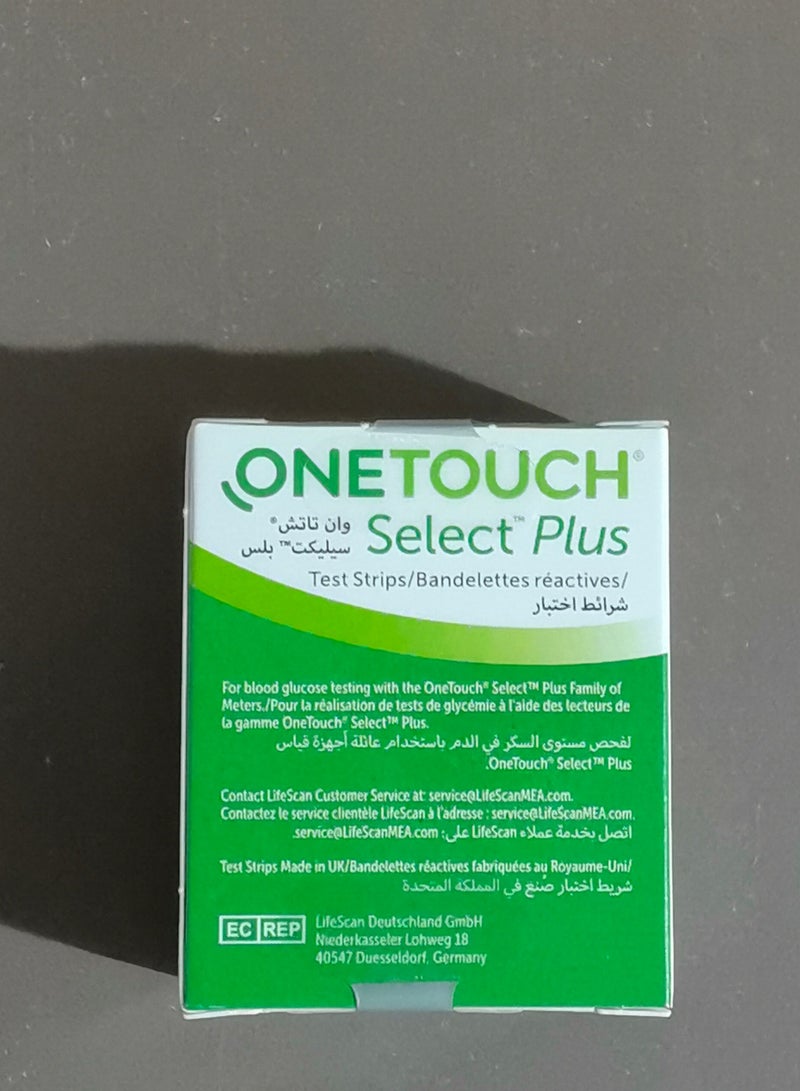 ONETOUCH®
وان تاتش® Select™ Plus
سيليكت™ بلس
Test Strips/Bandelettes réactives/
شرائط اختبار
For blood glucose testing with the OneTouch® Select™ Plus Family of
Meters./Pour la réalisation de tests de glycémie à l'aide des lecteurs de
la gamme OneTouch® Select™ Plus.
لفحص مستوى السكر في الدم باستخدام عائلة أجهزة قياس
OneTouch® Select™ Plus.
Contact LifeScan Customer Service at: service@LifeScanMEA.com.
Contactez le service clientèle LifeScan à l'adresse : service@LifeScanMEA.com.
اتصل بخدمة عملاء LifeScan على: service@LifeScanMEA.com.
Test Strips Made in UK/Bandelettes réactives fabriquées au Royaume-Uni/
شريط اختبار صُنع في المملكة المتحدة
EC REP
LifeScan Deutschland GmbH
Niederkasseler Lohweg 18
40547 Duesseldorf, Germany